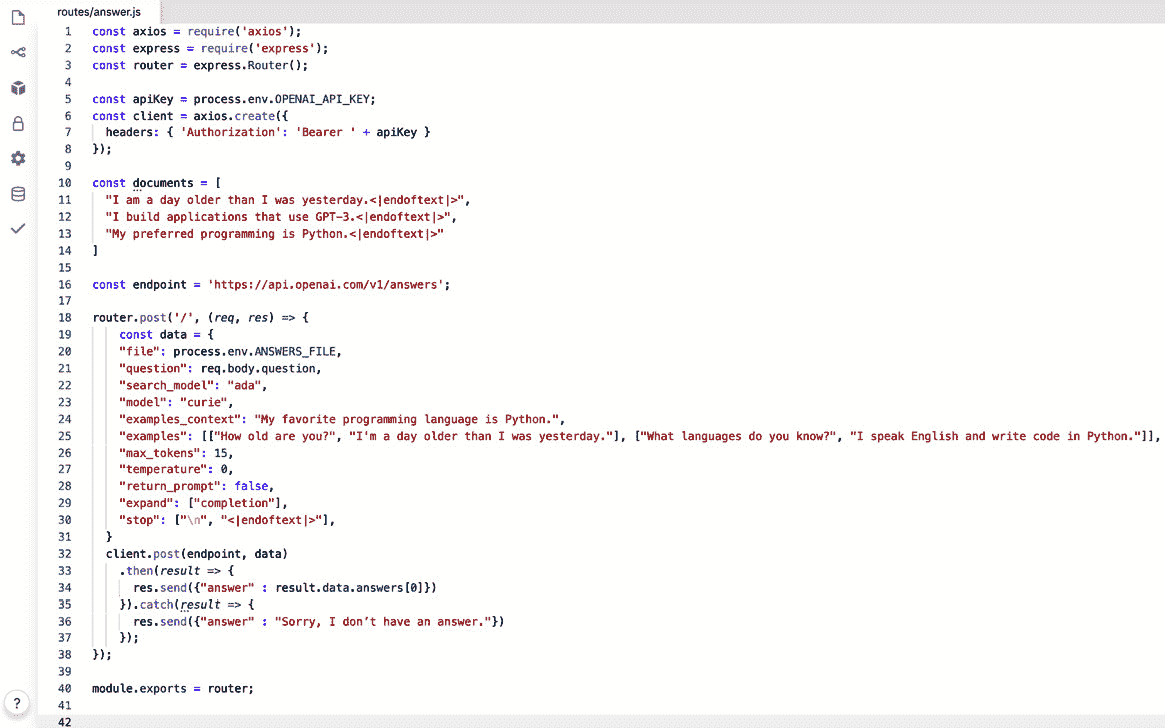 routes/answer.js
1 const axios = require('axios');
2 const express = require('express');
3 const router = express.Router();
4
5 const apiKey = process.env.OPENAI_API_KEY;
6 const client = axios.create({
7 headers: { 'Authorization': 'Bearer ' + apiKey }
8 });
9
10 const documents = [
11 "I am a day older than I was yesterday.<|endoftext|>",
12 "I build applications that use GPT-3.<|endoftext|>",
13 "My preferred programming is Python.<|endoftext|>"
14 ]
15
16 const endpoint = 'https://api.openai.com/v1/answers';
17
18 router.post('/', (req, res) => {
19 const data = {
20 "file": process.env.ANSWERS_FILE,
21 "question": req.body.question,
22 "search_model": "ada",
23 "model": "curie",
24 "examples_context": "My favorite programming language is Python.",
25 "examples": [["How old are you?", "I'm a day older than I was yesterday."], ["What languages do you know?", "I speak English and write code in Python."]],
26 "max_tokens": 15,
27 "temperature": 0,
28 "return_prompt": false,
29 "expand": ["completion"],
30 "stop": ["\n", "<|endoftext|>"],
31 }
32 client.post(endpoint, data)
33 .then(result => {
34 res.send({"answer" : result.data.answers[0]})
35 }).catch(result => {
36 res.send({"answer" : "Sorry, I don't have an answer."})
37 });
38 });
39
40 module.exports = router;
41
42
?